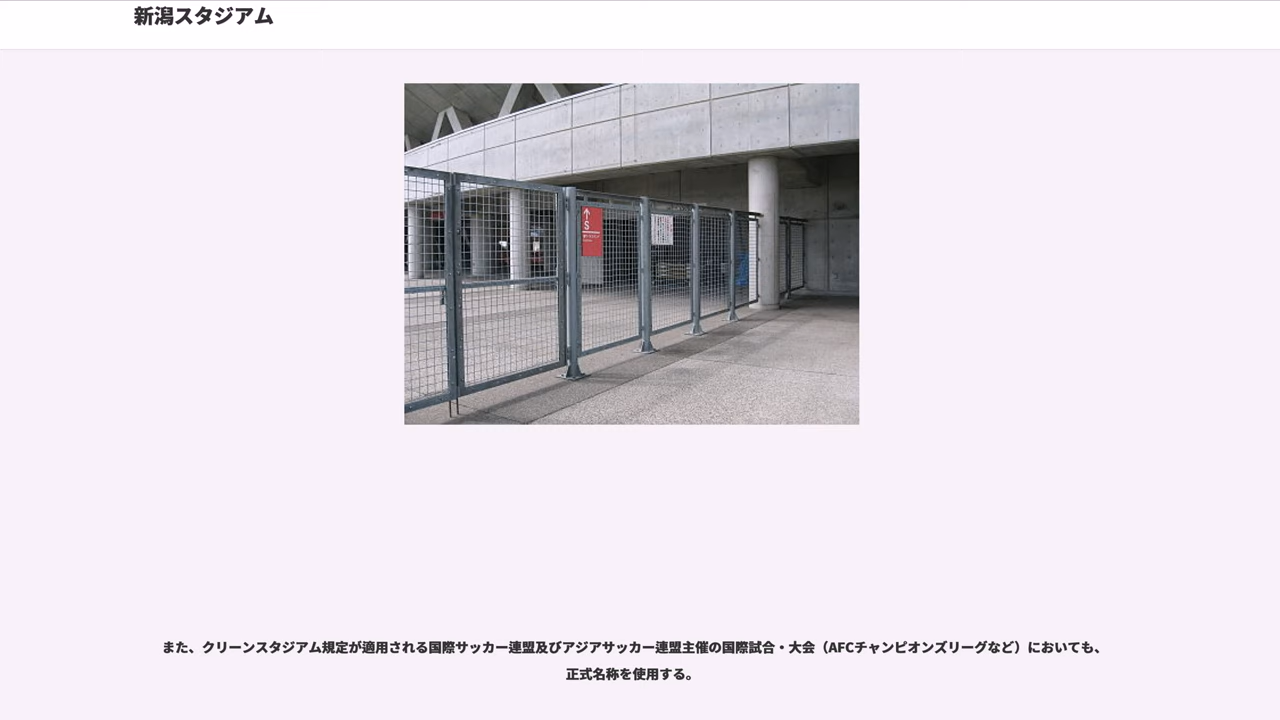 新潟スタジアム
S
また、クリーンスタジアム規定が適用される国際サッカー連盟及びアジアサッカー連盟主催の国際試合・大会（AFCチャンピオンズリーグなど）においても、
正式名称を使用する。